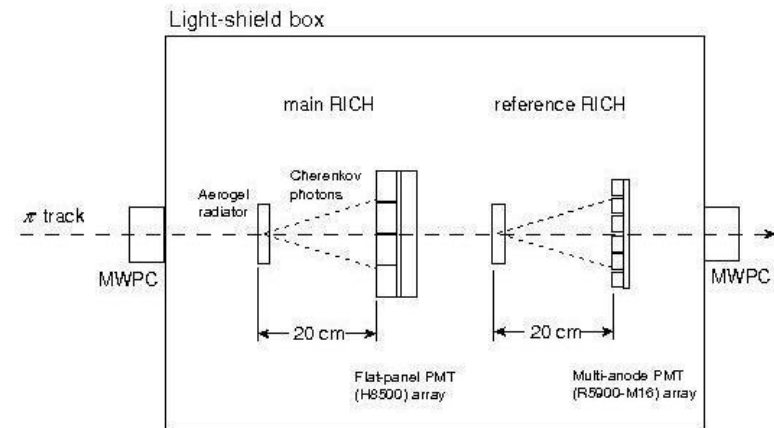 Light-shield box
main RICH
reference RICH
Aerogel
radiator
Cherenkov
photons
π track
MWPC
MWPC
20 cm
20 cm
Flat-panel PMT
(H8500) array
Multi-anode PMT
(R5900-M16) array